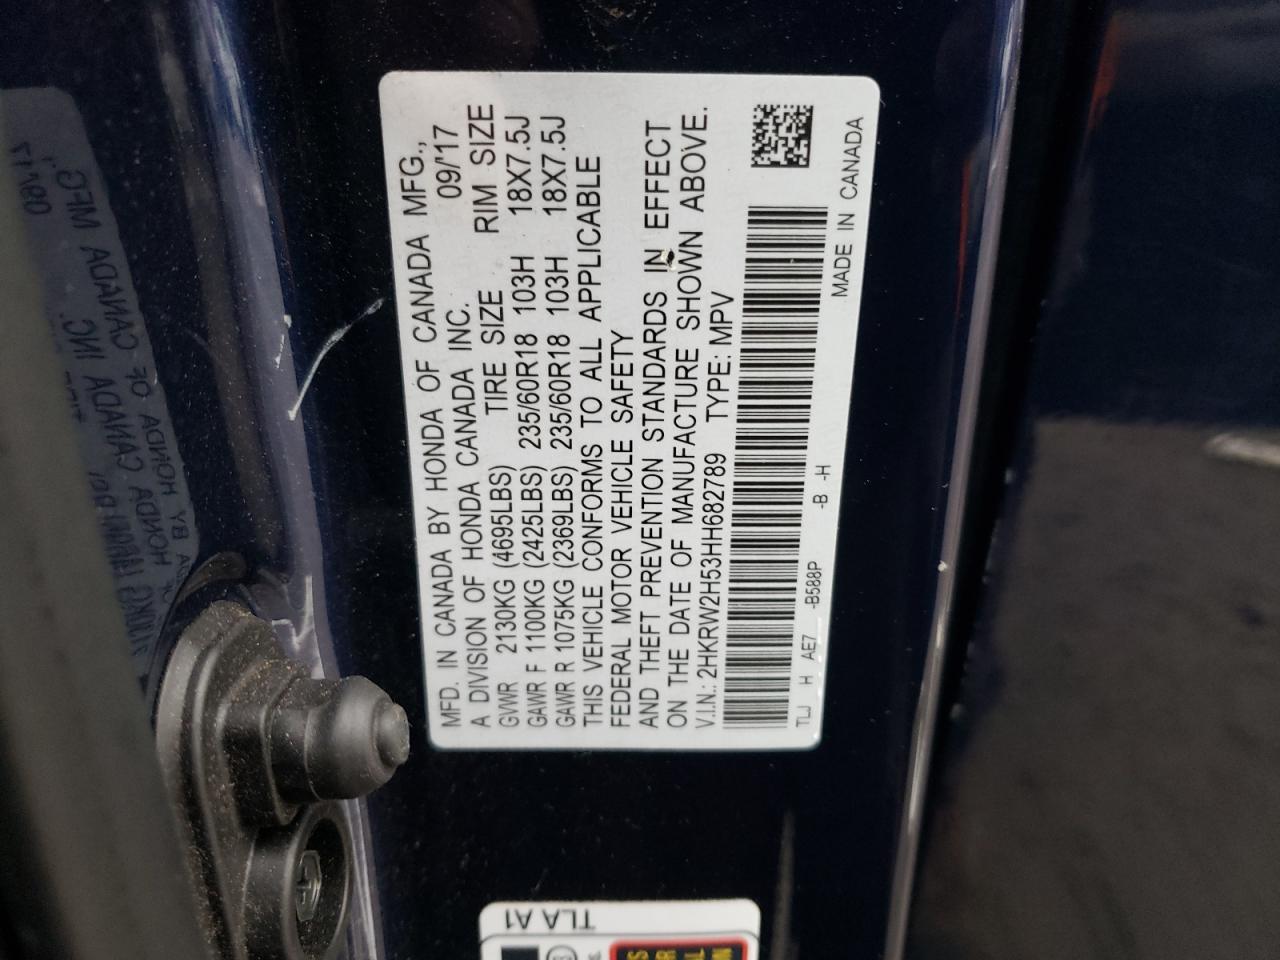 MFD. IN CANADA BY HONDA OF CANADA MFG.,
A DIVISION OF HONDA CANADA INC. 09/'17
GVWR 2130KG (4695LBS) TIRE SIZE RIM SIZE
GAWR F 1100KG (2425LBS) 235/60R18 103H 18X7.5J
GAWR R 1075KG (2369LBS) 235/60R18 103H 18X7.5J
THIS VEHICLE CONFORMS TO ALL APPLICABLE
FEDERAL MOTOR VEHICLE SAFETY
AND THEFT PREVENTION STANDARDS IN EFFECT
ON THE DATE OF MANUFACTURE SHOWN ABOVE.
V.I.N.: 2HKRW2H53HH682789 TYPE: MPV
TLJ H AE7 -B588P -B -H
MADE IN CANADA
TLA A1